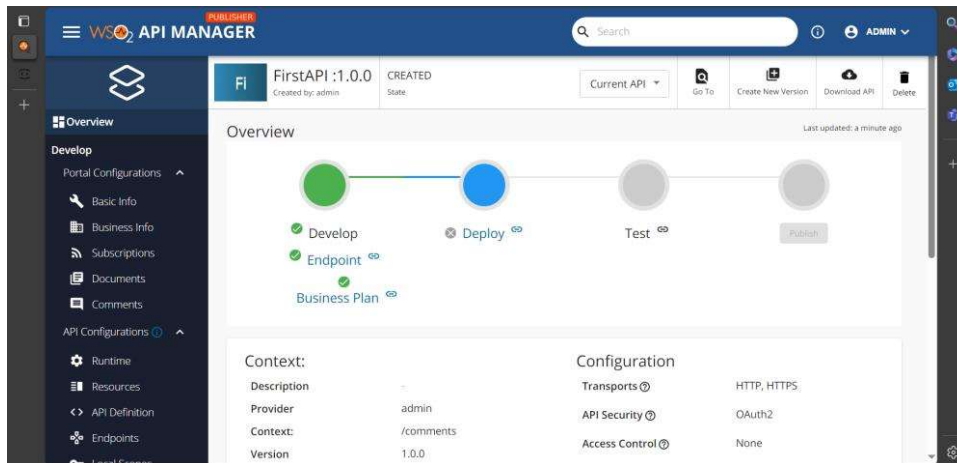 PUBLISHER
WSO2 API MANAGER
Search
ADMIN
Fi
FirstAPI :1.0.0
Created by: admin
CREATED
State
Current API
Go To
Create New Version
Download API
Delete
Overview
Develop
Portal Configurations
Basic Info
Business Info
Subscriptions
Documents
Comments
API Configurations
Runtime
Resources
API Definition
Endpoints
Local Scopes
Overview
Last updated: a minute ago
Develop
Endpoint
Business Plan
Deploy
Test
Publish
Context:
Description -
Provider admin
Context: /comments
Version 1.0.0
Configuration
Transports HTTP, HTTPS
API Security OAuth2
Access Control None